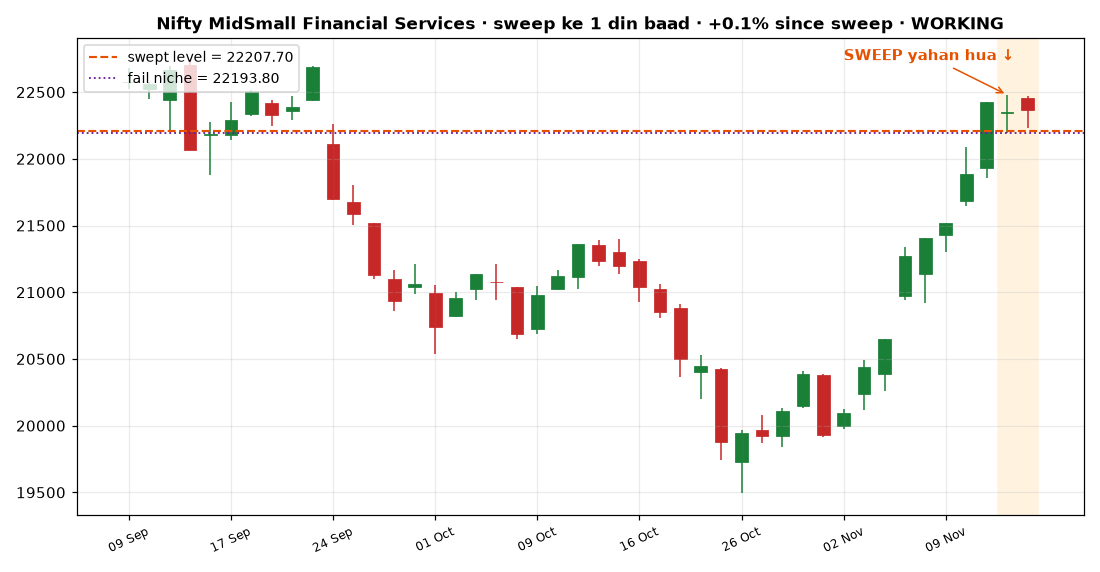 Nifty MidSmall Financial Services · sweep ke 1 din baad · +0.1% since sweep · WORKING
swept level = 22207.70
fail niche = 22193.80
SWEEP yahan hua ↓
22500
22000
21500
21000
20500
20000
19500
09 Sep
17 Sep
24 Sep
01 Oct
09 Oct
16 Oct
26 Oct
02 Nov
09 Nov